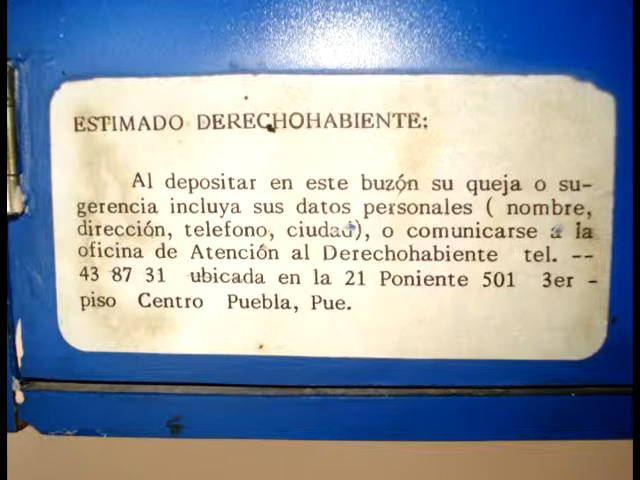 ESTIMADO DERECHOHABIENTE:
Al depositar en este buzón su queja o su-
gerencia incluya sus datos personales ( nombre,
dirección, telefono, ciudad), o comunicarse a la
oficina de Atención al Derechohabiente tel. --
43 87 31 ubicada en la 21 Poniente 501 3er -
piso Centro Puebla, Pue.